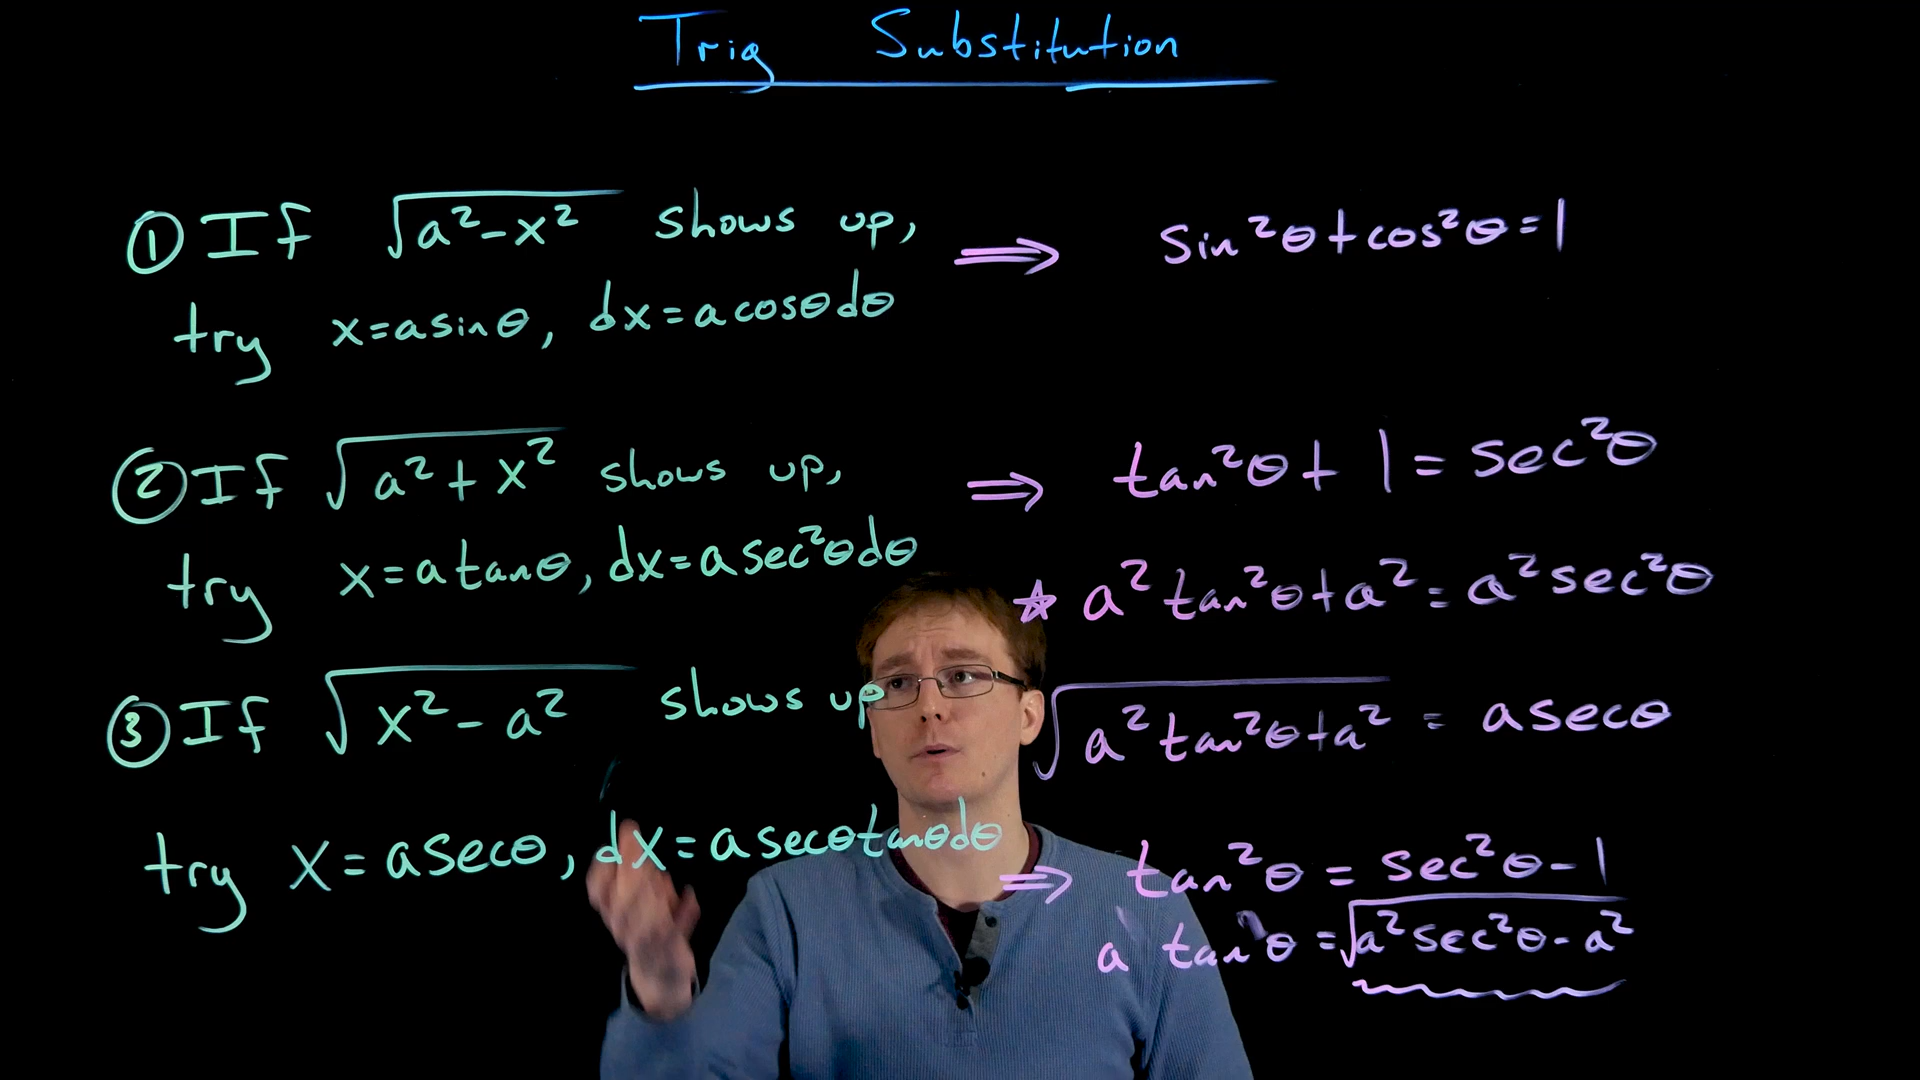 Trig Substitution
① If √a²-x² shows up, ⟹ sin²θ+cos²θ=1
try x=asinθ, dx=acosθdθ
② If √a²+x² shows up, ⟹ tan²θ+1=sec²θ
try x=atanθ, dx=asec²θdθ
☆ a²tan²θ+a²=a²sec²θ
③ If √x²-a² shows up
√a²tan²θ+a² = asecθ
try x=asecθ, dx=asecθtanθdθ
⟹ tan²θ = sec²θ-1
a tanθ =√a²sec²θ-a²